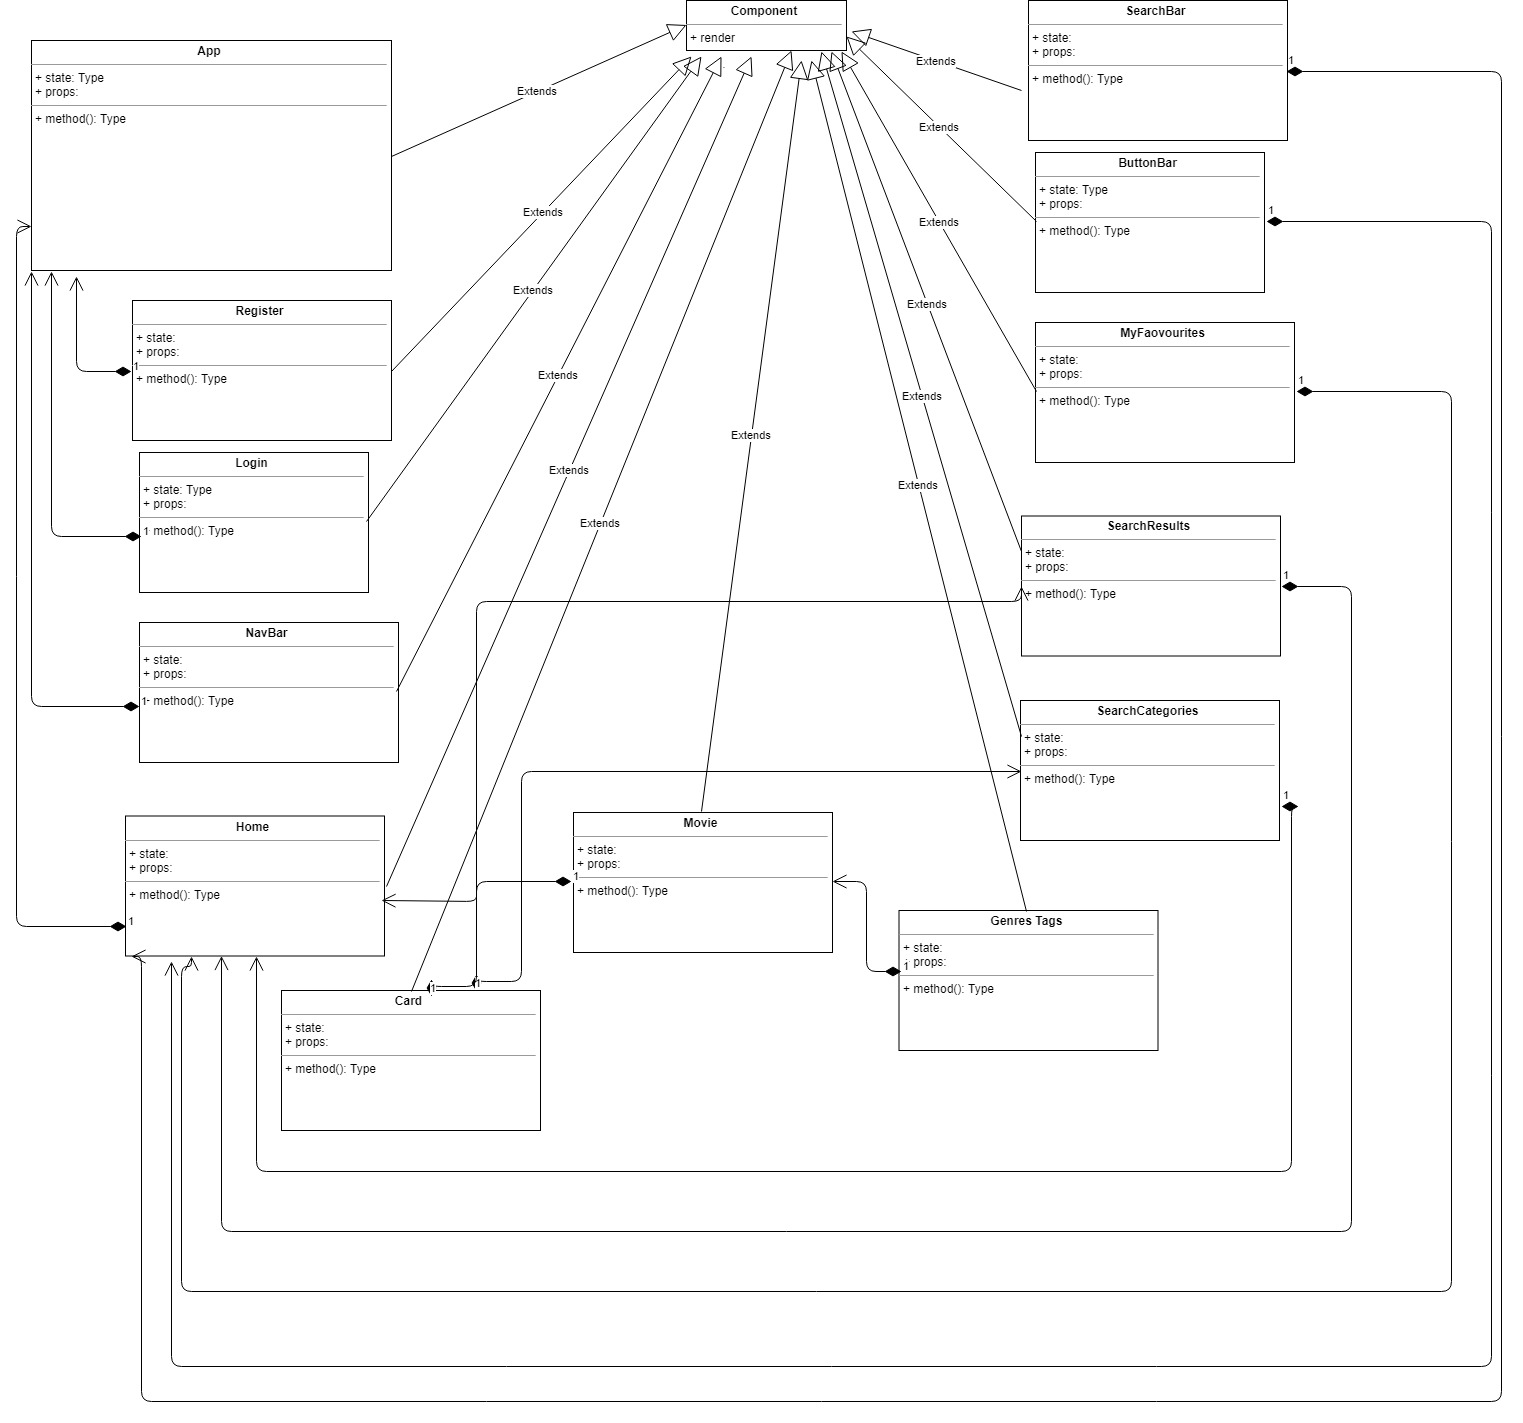 Component
+ render
App
+ state: Type
+ props:
+ method(): Type
SearchBar
+ state:
+ props:
+ method(): Type
1
Extends
Extends
Extends
ButtonBar
+ state: Type
+ props:
+ method(): Type
1
Extends
Extends
Extends
Extends
Register
+ state:
+ props:
1
+ method(): Type
MyFaovourites
+ state:
+ props:
+ method(): Type
1
Extends
Extends
Extends
Extends
Login
+ state: Type
+ props:
1 method(): Type
Extends
Extends
SearchResults
+ state:
+ props:
+ method(): Type
1
NavBar
+ state:
+ props:
1- method(): Type
SearchCategories
+ state:
+ props:
+ method(): Type
1
Home
+ state:
+ props:
+ method(): Type
1
Movie
+ state:
+ props:
1
+ method(): Type
Genres Tags
+ state:
: props:
1
+ method(): Type
1
1
Card
+ state:
+ props:
+ method(): Type